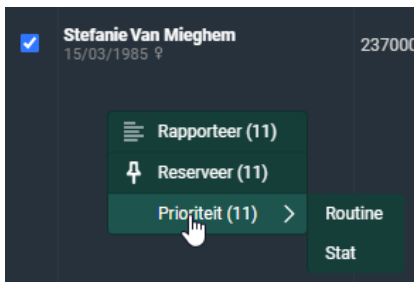 Stefanie Van Mieghem
15/03/1985 ♀
237000
Rapporteer (11)
Reserveer (11)
Prioriteit (11)
Routine
Stat